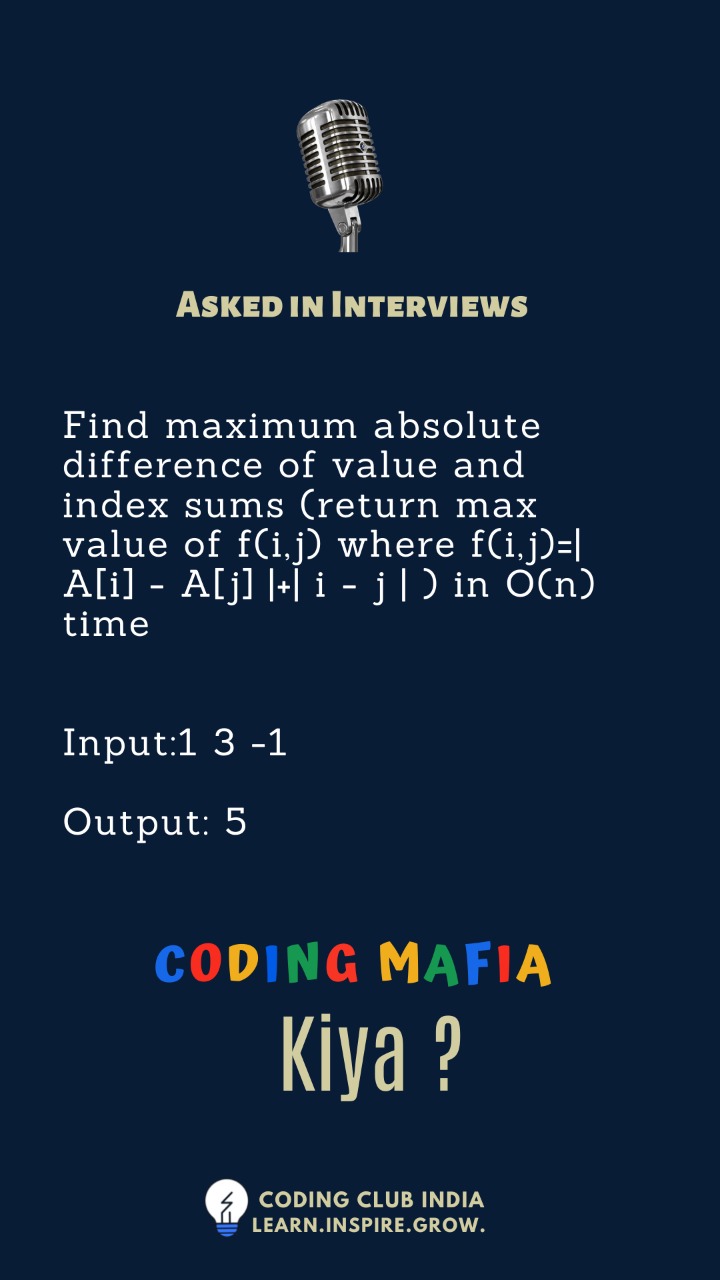 Asked in Interviews
Find maximum absolute
difference of value and
index sums (return max
value of f(i,j) where f(i,j)=|
A[i] - A[j] |+| i - j | ) in O(n)
time
Input:1 3 -1
Output: 5
CODING MAFIA
Kiya ?
CODING CLUB INDIA
LEARN.INSPIRE.GROW.